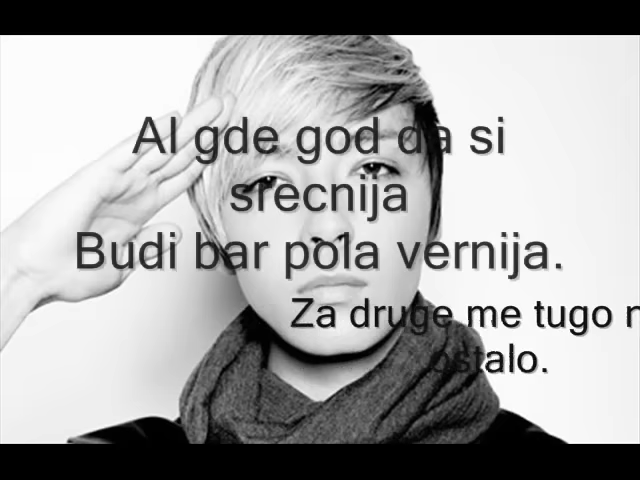 Al gde god da si
srecnija
Budi bar pola vernija.
Za druge me tugo
ostalo.